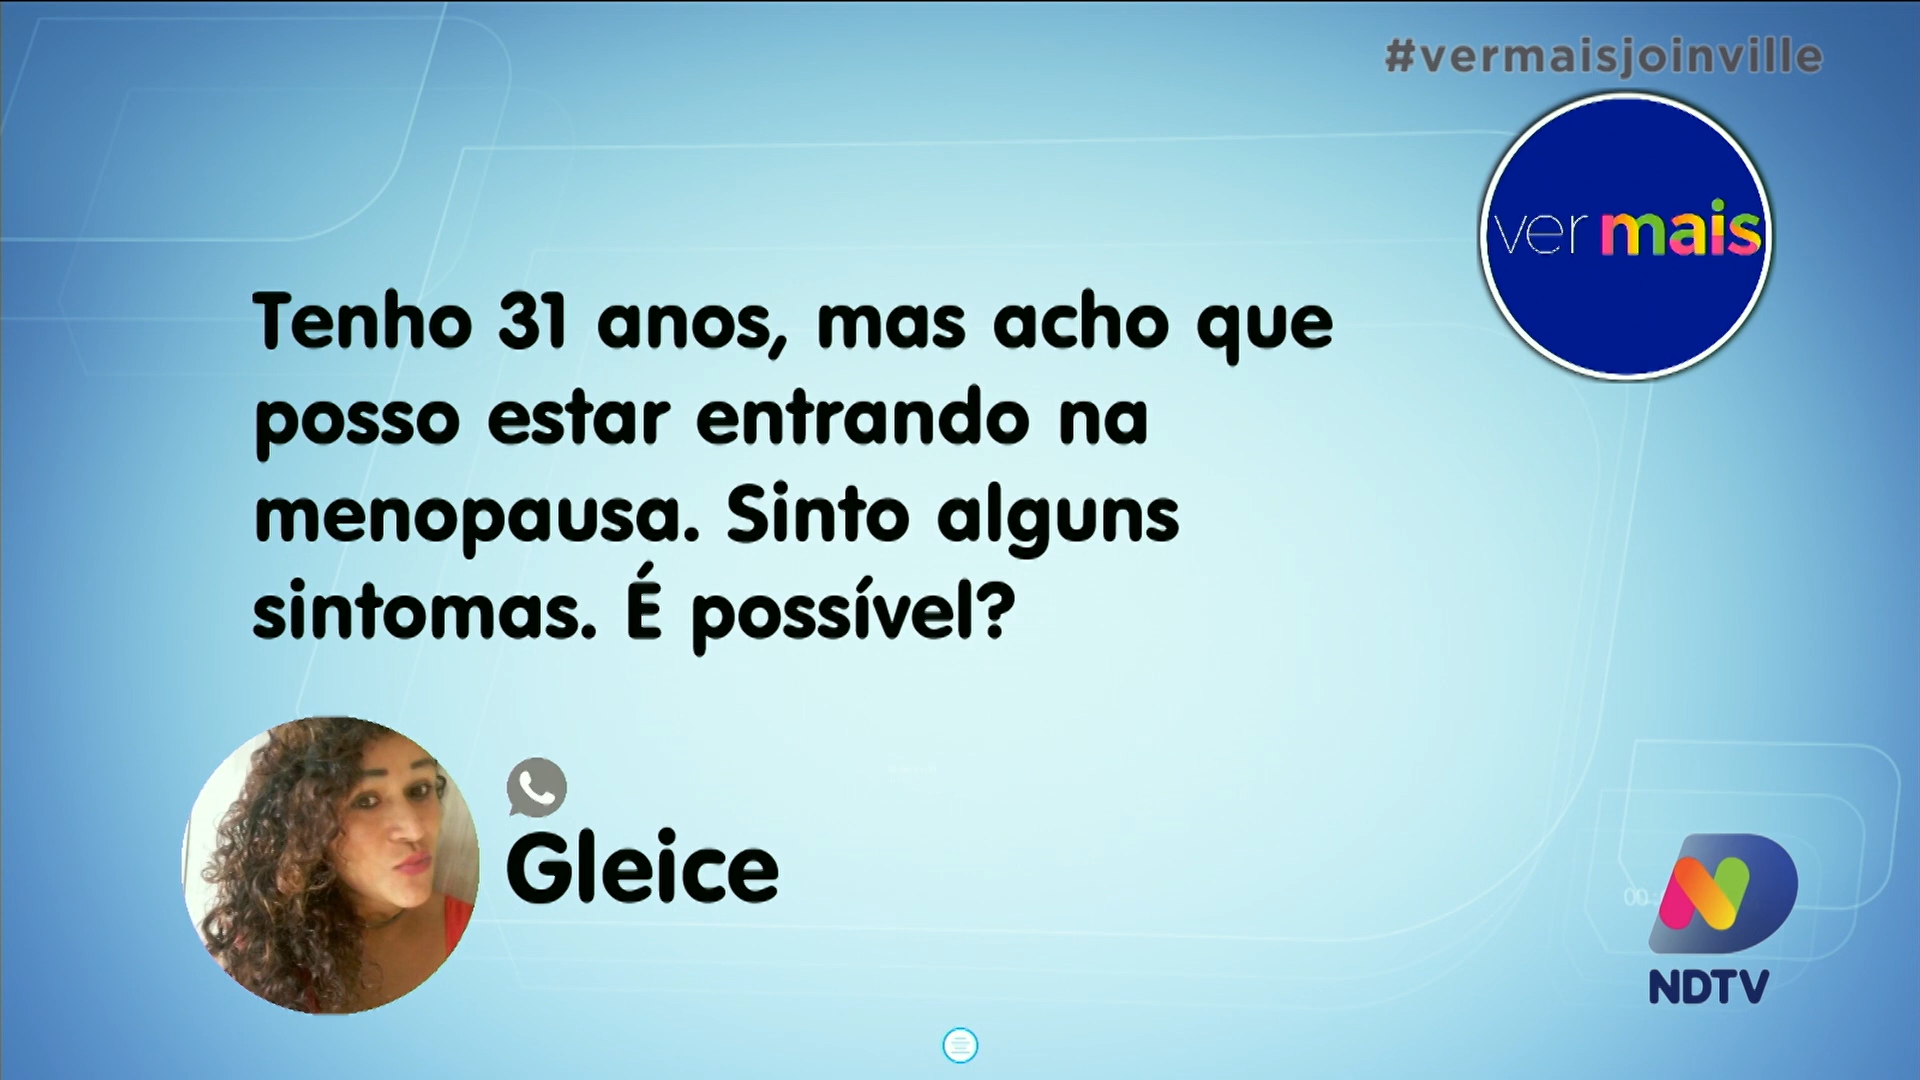 #vermaisjoinville
ver mais
Tenho 31 anos, mas acho que
posso estar entrando na
menopausa. Sinto alguns
sintomas. É possível?
Gleice
NDTV